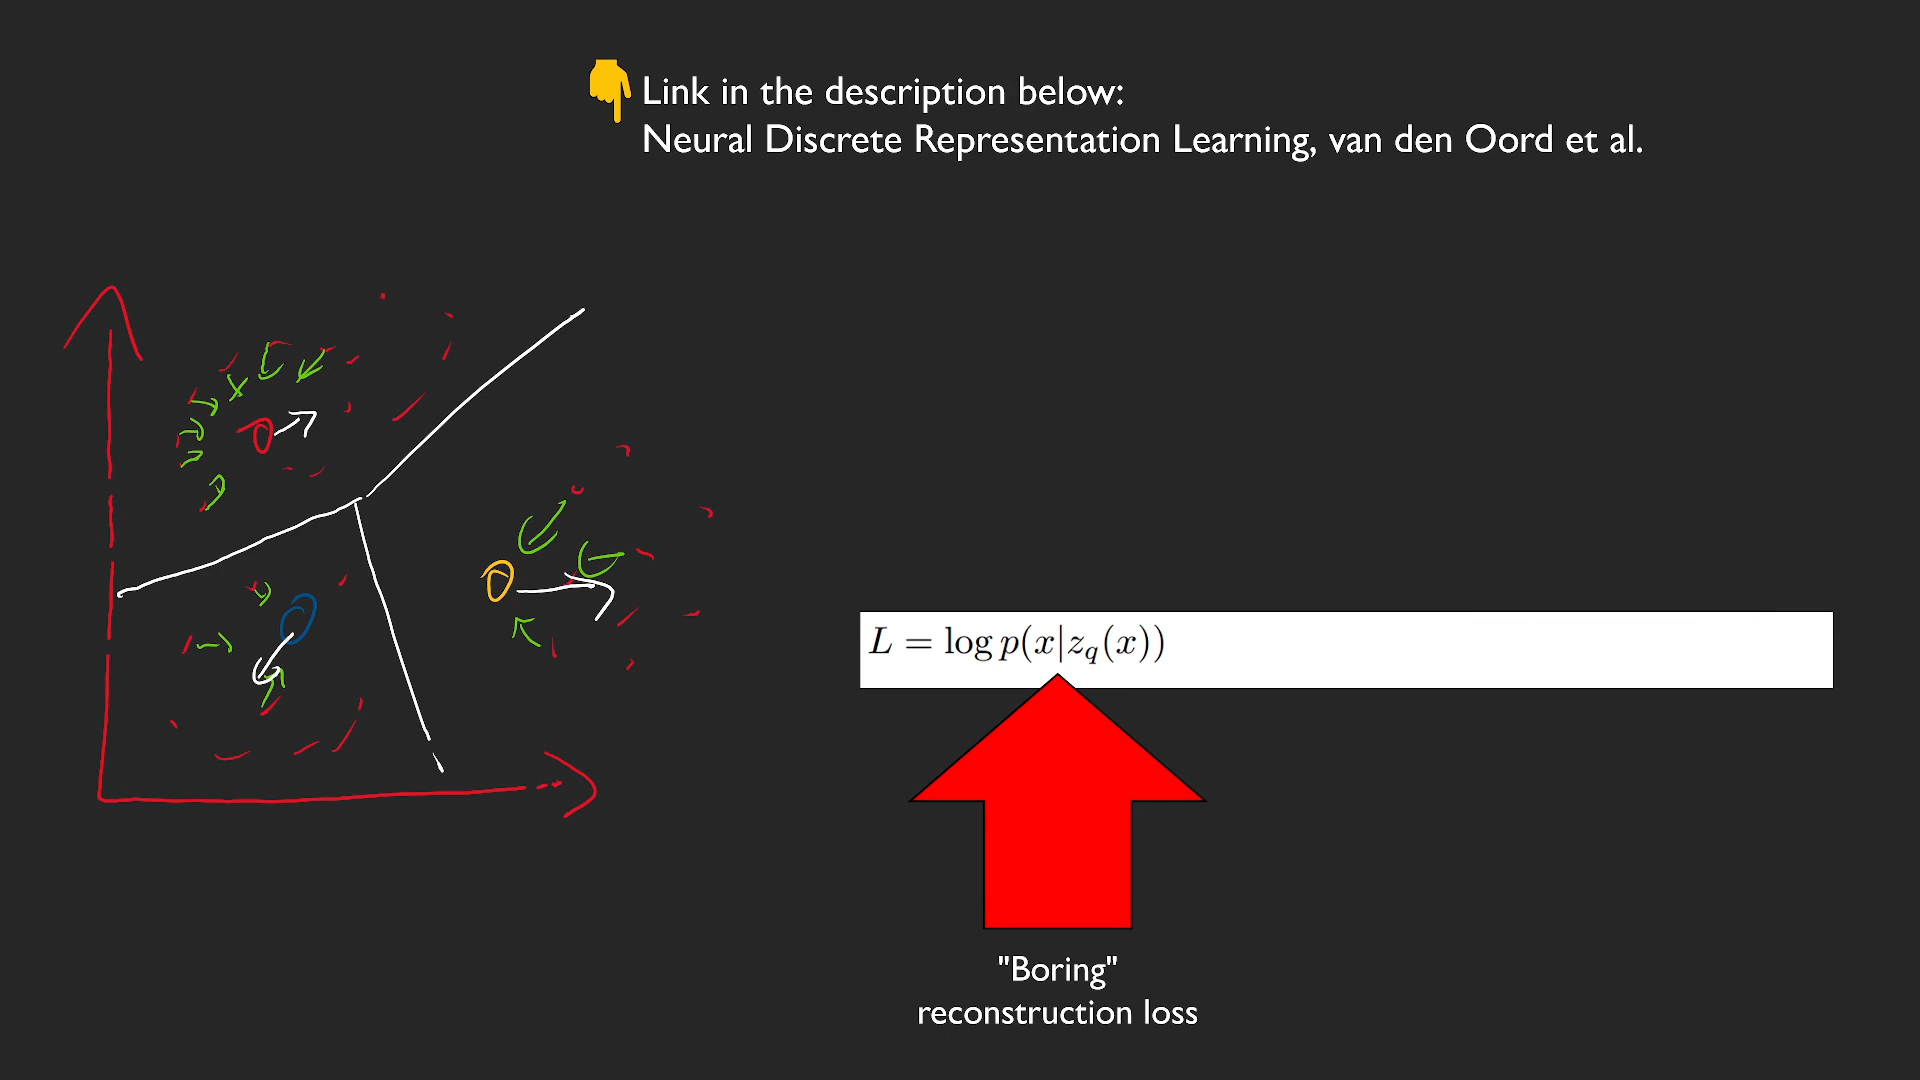 Link in the description below:
Neural Discrete Representation Learning, van den Oord et al.
L = log p(x|z_q(x))
"Boring"
reconstruction loss